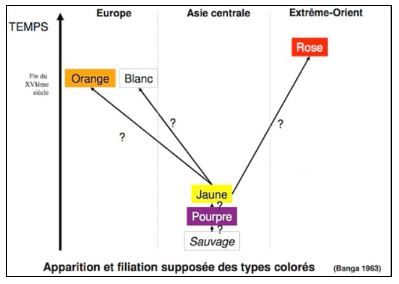 Europe Asie centrale Extrême-Orient
TEMPS
Rose
Fin du
XVIème
siècle
Orange Blanc
?
?
?
Jaune
?
Pourpre
?
Sauvage
Apparition et filiation supposée des types colorés (Banga 1963)